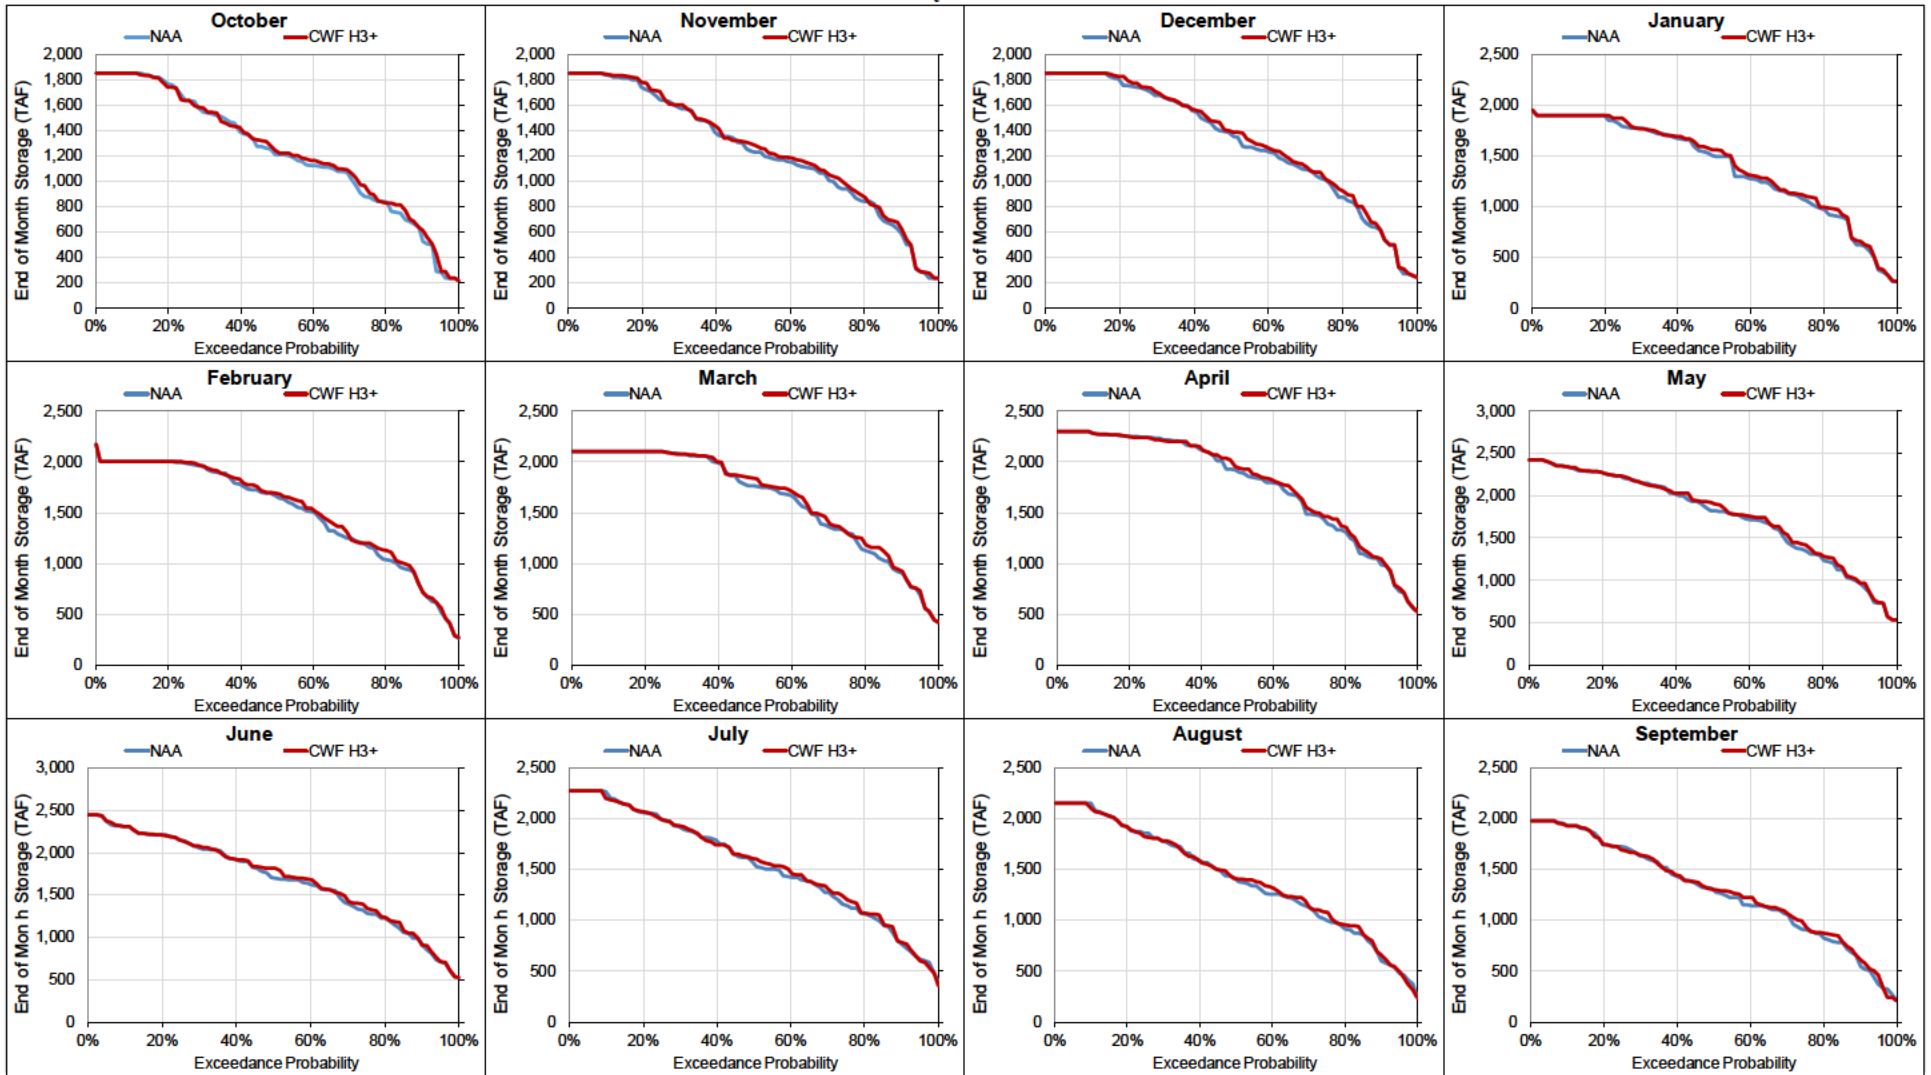 October November December January
NAA CWF H3+ NAA CWF H3+ NAA CWF H3+ NAA CWF H3+
End of Month Storage (TAF) End of Month Storage (TAF) End of Month Storage (TAF) End of Month Storage (TAF)
2,000 2,000 2,000 2,500
1,800 1,800 1,800
1,600 1,600 1,600 2,000
1,400 1,400 1,400
1,200 1,200 1,200 1,500
1,000 1,000 1,000
800 800 800 1,000
600 600 600
400 400 400 500
200 200 200
0 0 0 0
0% 20% 40% 60% 80% 100% 0% 20% 40% 60% 80% 100% 0% 20% 40% 60% 80% 100% 0% 20% 40% 60% 80% 100%
Exceedance Probability Exceedance Probability Exceedance Probability Exceedance Probability
February March April May
NAA CWF H3+ NAA CWF H3+ NAA CWF H3+ NAA CWF H3+
End of Month Storage (TAF) End of Month Storage (TAF) End of Month Storage (TAF) End of Month Storage (TAF)
2,500 2,500 2,500 3,000
2,500
2,000 2,000 2,000 2,000
1,500 1,500 1,500 1,500
1,000 1,000 1,000 1,000
500 500 500 500
0 0 0 0
0% 20% 40% 60% 80% 100% 0% 20% 40% 60% 80% 100% 0% 20% 40% 60% 80% 100% 0% 20% 40% 60% 80% 100%
Exceedance Probability Exceedance Probability Exceedance Probability Exceedance Probability
June July August September
NAA CWF H3+ NAA CWF H3+ NAA CWF H3+ NAA CWF H3+
End of Mon h Storage (TAF) End of Mon h Storage (TAF) End of Mon h Storage (TAF) End of Mon h Storage (TAF)
3,000 2,500 2,500 2,500
2,500
2,000 2,000 2,000 2,000
1,500 1,500 1,500 1,500
1,000 1,000 1,000 1,000
500 500 500 500
0 0 0 0
0% 20% 40% 60% 80% 100% 0% 20% 40% 60% 80% 100% 0% 20% 40% 60% 80% 100% 0% 20% 40% 60% 80% 100%
Exceedance Probability Exceedance Probability Exceedance Probability Exceedance Probability